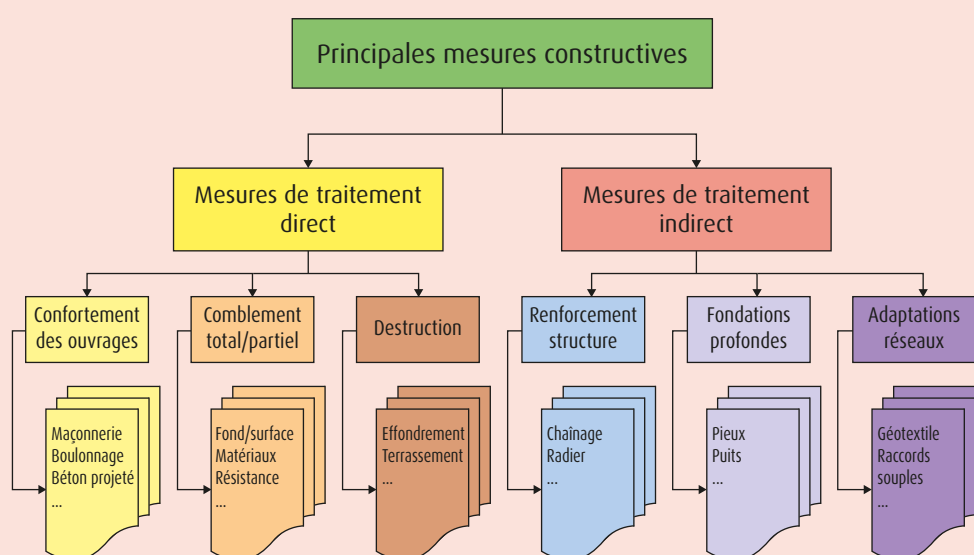 Principales mesures constructives
Mesures de traitement
direct
Mesures de traitement
indirect
Confortement
des ouvrages
Comblement
total/partiel
Destruction
Renforcement
structure
Fondations
profondes
Adaptations
réseaux
Maçonnerie
Boulonnage
Béton projeté
...
Fond/surface
Matériaux
Résistance
...
Effondrement
Terrassement
...
Chaînage
Radier
...
Pieux
Puits
...
Géotextile
Raccords
souples
...